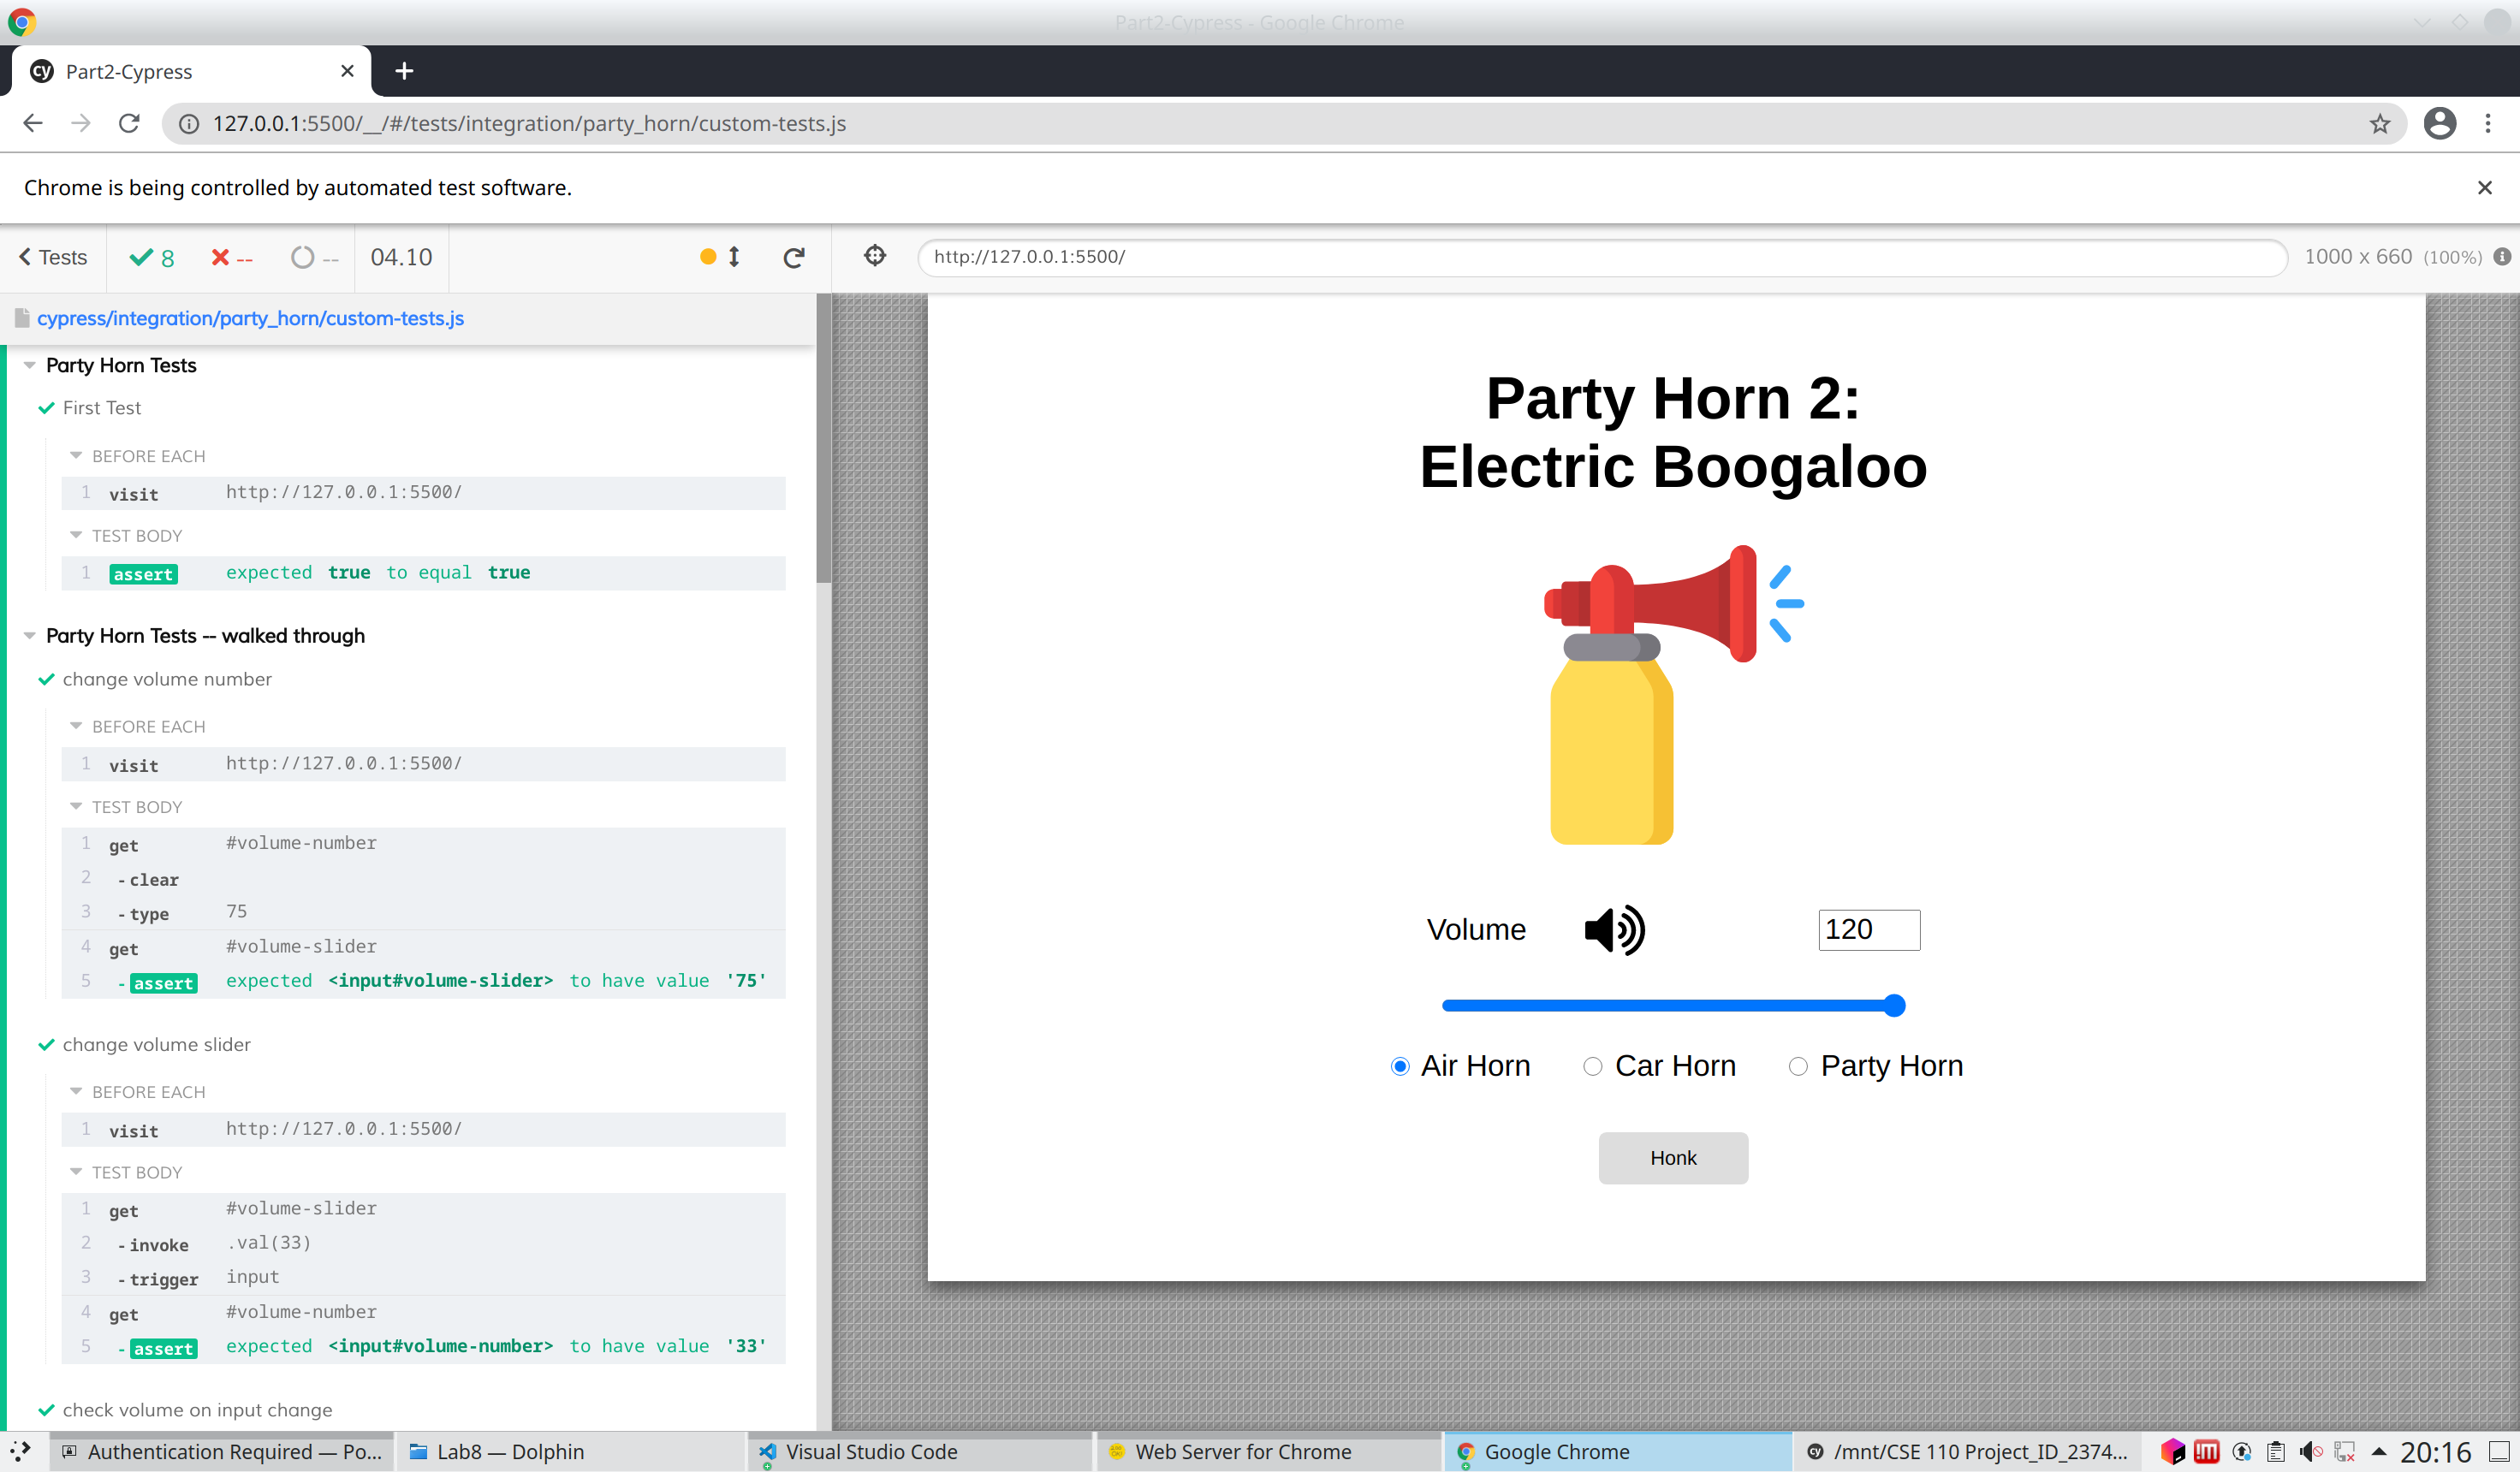 Part2-Cypress - Google Chrome
cy Part2-Cypress
127.0.0.1:5500/__/#/tests/integration/party_horn/custom-tests.js
Chrome is being controlled by automated test software.
Tests 8 -- -- 04.10 http://127.0.0.1:5500/ 1000 x 660 (100%)
cypress/integration/party_horn/custom-tests.js
Party Horn Tests
First Test
BEFORE EACH
1 visit http://127.0.0.1:5500/
TEST BODY
1 assert expected true to equal true
Party Horn Tests -- walked through
change volume number
BEFORE EACH
1 visit http://127.0.0.1:5500/
TEST BODY
1 get #volume-number
2 - clear
3 - type 75
4 get #volume-slider
5 - assert expected <input#volume-slider> to have value '75'
change volume slider
BEFORE EACH
1 visit http://127.0.0.1:5500/
TEST BODY
1 get #volume-slider
2 - invoke .val(33)
3 - trigger input
4 get #volume-number
5 - assert expected <input#volume-number> to have value '33'
check volume on input change
Party Horn 2:
Electric Boogaloo
Volume 120
Air Horn Car Horn Party Horn
Honk
Authentication Required — Po... Lab8 — Dolphin Visual Studio Code Web Server for Chrome Google Chrome cy /mnt/CSE 110 Project_ID_2374... 20:16